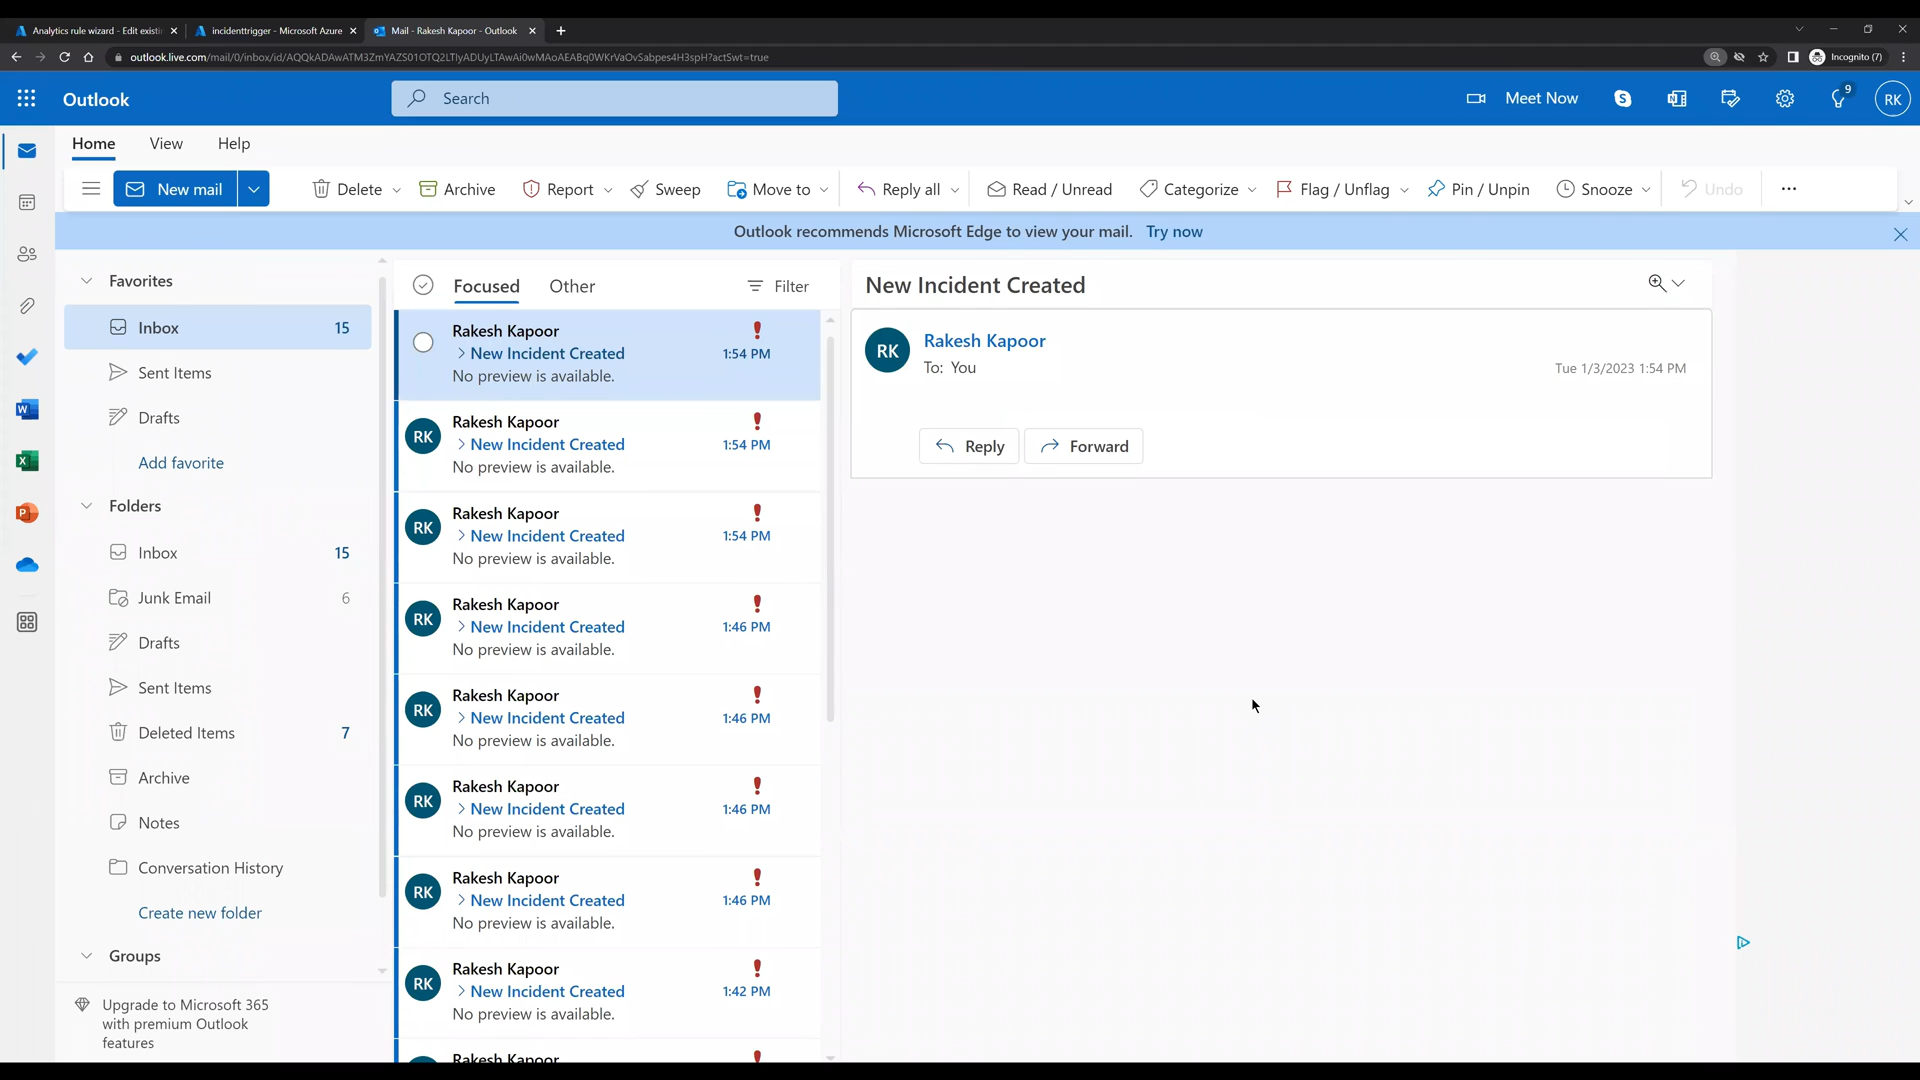 Analytics rule wizard - Edit existi
incidenttrigger - Microsoft Azure
Mail - Rakesh Kapoor - Outlook
outlook.live.com/mail/0/inbox/id/AQQkADAwATM3ZmYAZS01OTQ2LTIyADUyLTAwAi0wMAoAEABq0WKrVaOvSabpes4H3spH?actSwt=true
Incognito (7)
Outlook
Search
Meet Now
9
RK
Home View Help
New mail
Delete
Archive
Report
Sweep
Move to
Reply all
Read / Unread
Categorize
Flag / Unflag
Pin / Unpin
Snooze
Undo
Outlook recommends Microsoft Edge to view your mail. Try now
Favorites
Inbox 15
Sent Items
Drafts
Add favorite
Folders
Inbox 15
Junk Email 6
Drafts
Sent Items
Deleted Items 7
Archive
Notes
Conversation History
Create new folder
Groups
Upgrade to Microsoft 365
with premium Outlook
features
Focused Other Filter
Rakesh Kapoor
New Incident Created 1:54 PM
No preview is available.
RK
Rakesh Kapoor
New Incident Created 1:54 PM
No preview is available.
RK
Rakesh Kapoor
New Incident Created 1:54 PM
No preview is available.
RK
Rakesh Kapoor
New Incident Created 1:46 PM
No preview is available.
RK
Rakesh Kapoor
New Incident Created 1:46 PM
No preview is available.
RK
Rakesh Kapoor
New Incident Created 1:46 PM
No preview is available.
RK
Rakesh Kapoor
New Incident Created 1:46 PM
No preview is available.
RK
Rakesh Kapoor
New Incident Created 1:42 PM
No preview is available.
Rakesh Kapoor
New Incident Created
RK
Rakesh Kapoor
To: You
Tue 1/3/2023 1:54 PM
Reply
Forward